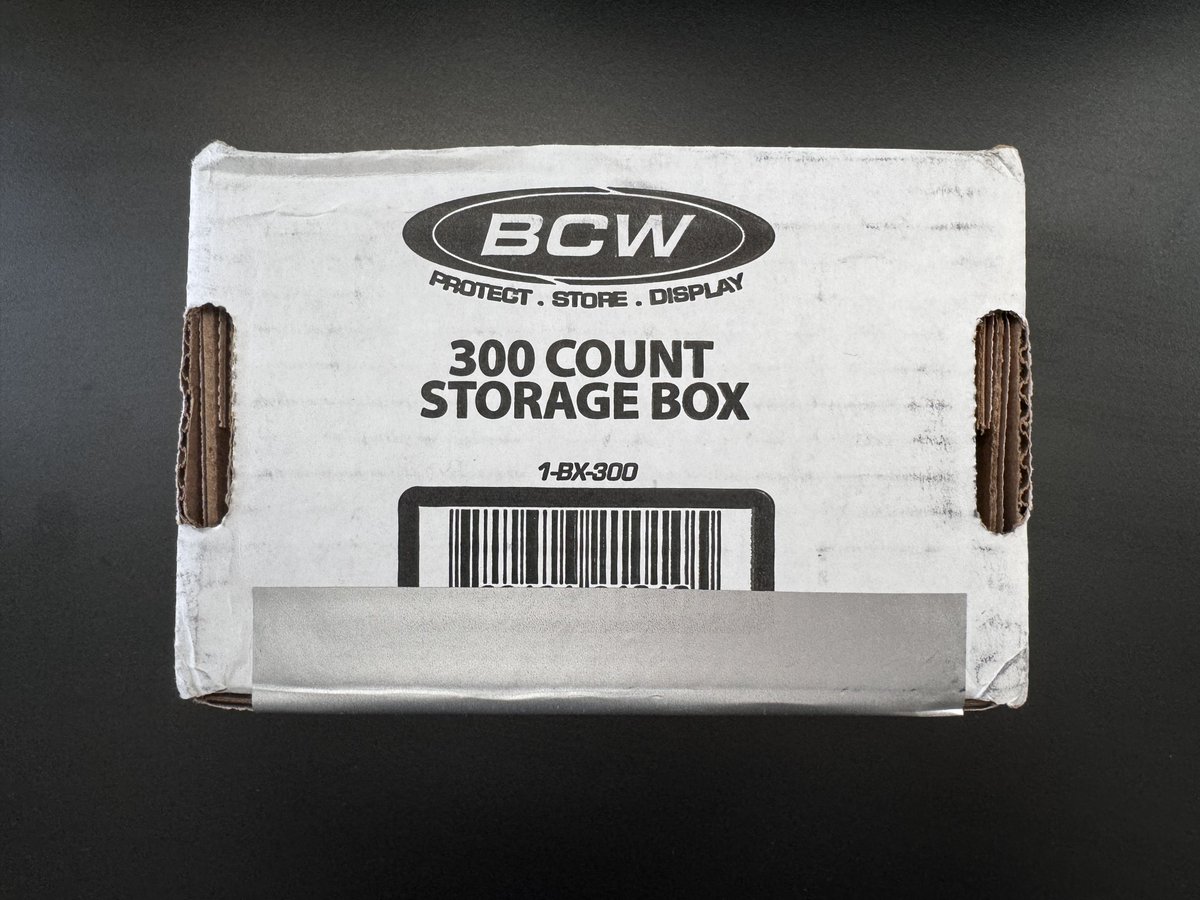 BCW
PROTECT . STORE . DISPLAY
300 COUNT
STORAGE BOX
1-BX-300